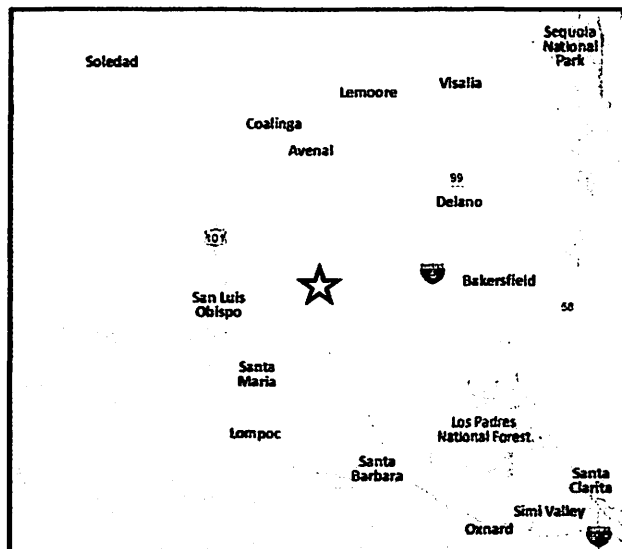 Sequoia
National
Park
Soledad
Visalia
Lemoore
Coalinga
Avenal
99
Delano
101
Bakersfield
San Luis
Obispo
58
Santa
Maria
Los Padres
National Forest
Lompoc
Santa
Barbara
Santa
Clarita
Simi Valley
Oxnard